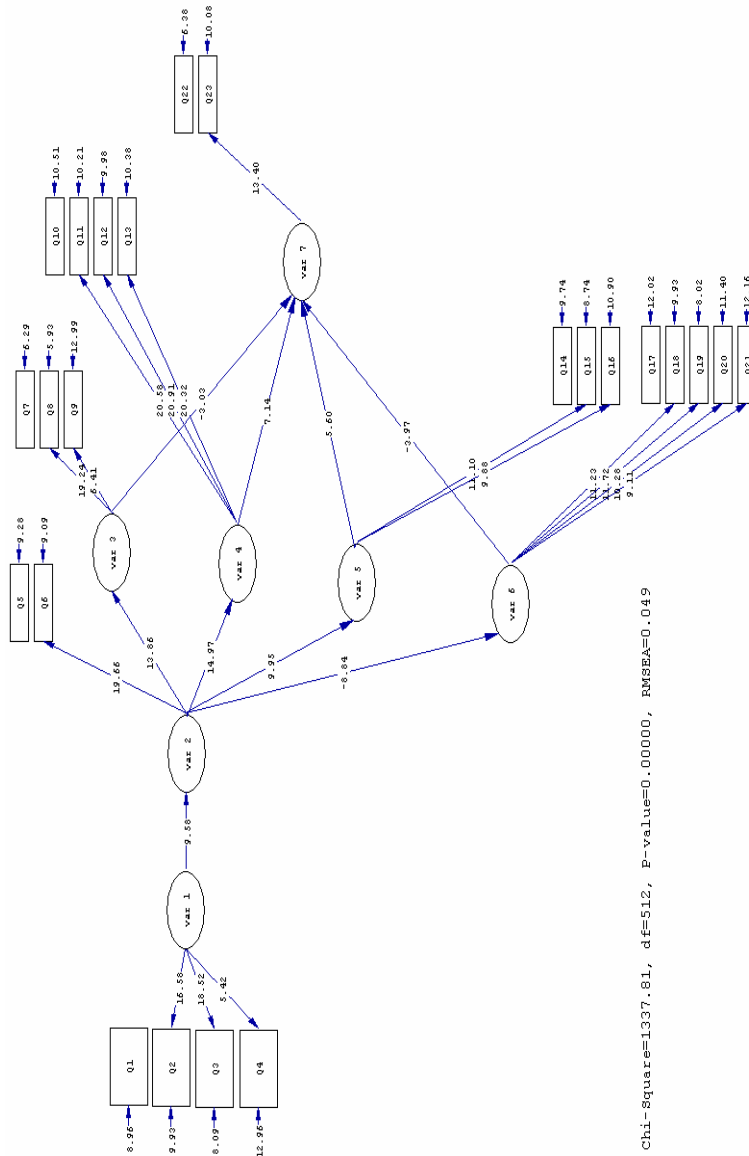 8.96
Q1
9.93
Q2
8.09
Q3
12.96
Q4
16.58
18.52
5.42
var 1
9.58
var 2
19.66
Q5
9.28
Q6
9.09
13.86
14.97
9.95
-8.84
var 3
19.24
6.41
Q7
6.29
Q8
5.93
Q9
12.99
var 4
20.58
20.91
20.32
Q10
10.51
Q11
10.21
Q12
9.98
Q13
10.38
var 5
11.10
9.88
Q14
9.74
Q15
8.74
Q16
10.90
var 6
11.23
11.72
10.28
9.11
Q17
12.02
Q18
9.93
Q19
8.02
Q20
11.40
Q21
12.16
-3.03
7.14
5.60
-3.97
var 7
13.40
Q22
6.38
Q23
10.08
Chi-Square=1337.81, df=512, P-value=0.00000, RMSEA=0.049